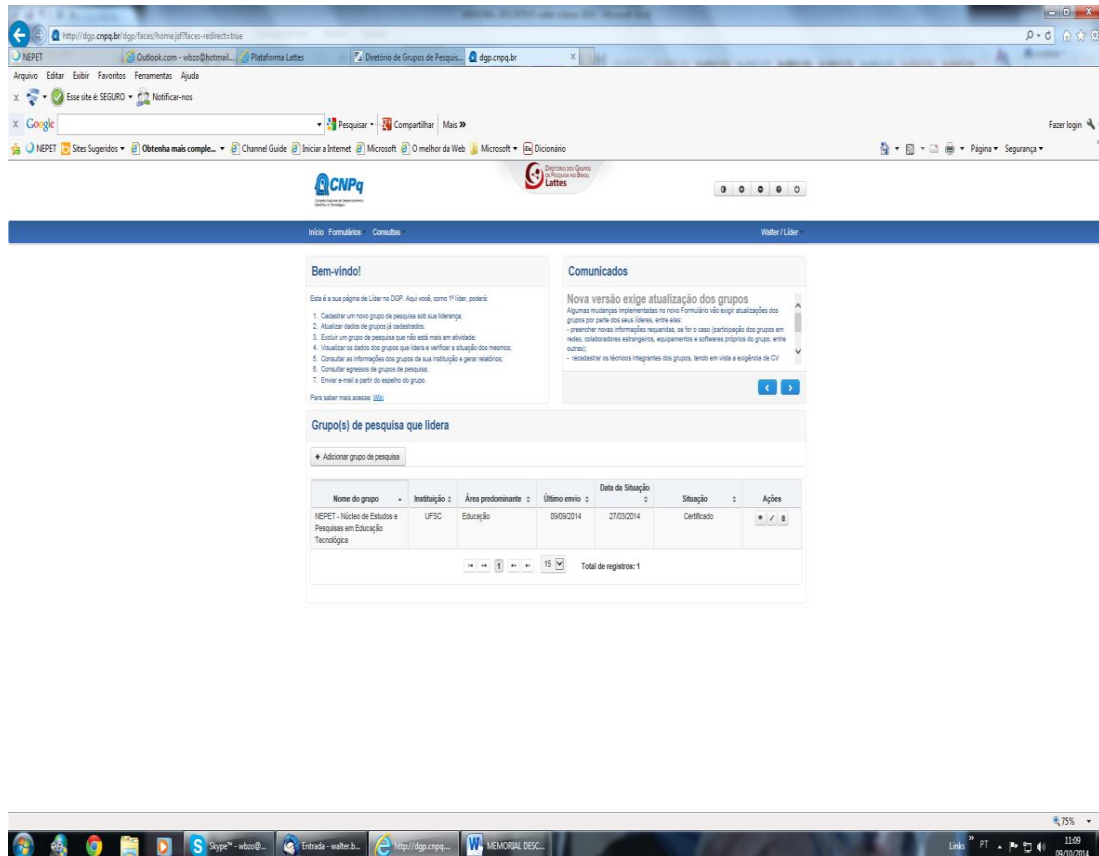 http://dgp.cnpq.br/dgp/faces/home.jsf?faces-redirect=true
NEPET
Outlook.com - wbzo@hotmail...
Plataforma Lattes
Diretório de Grupos de Pesquis...
dgp.cnpq.br
X
Arquivo Editar Exibir Favoritos Ferramentas Ajuda
x Esse site é SEGURO Notificar-nos
x Google Pesquisar Compartilhar Mais » Fazer login
NEPET Sites Sugeridos Obtenha mais comple... Channel Guide Iniciar a Internet Microsoft O melhor da Web Microsoft Dicionário Página Segurança
CNPq
Diretório dos Grupos
de Pesquisa no Brasil
Lattes
Início Formulários Consultas Walter / Líder
Bem-vindo!
Esta é a sua página de Líder no DGP. Aqui você, como 1º líder, poderá:
1. Cadastrar um novo grupo de pesquisa sob sua liderança;
2. Atualizar dados de grupos já cadastrados;
3. Excluir um grupo de pesquisa que não está mais em atividade;
4. Visualizar os dados dos grupos que lidera e verificar a situação dos mesmos;
5. Consultar as informações dos grupos da sua instituição e gerar relatórios;
6. Consultar egressos de grupos de pesquisa;
7. Enviar e-mail a partir do espelho do grupo.
Para saber mais acesse: Wiki
Comunicados
Nova versão exige atualização dos grupos
Algumas mudanças implementadas no novo Formulário vão exigir atualizações dos
grupos por parte dos seus líderes, entre elas:
- preencher novas informações requeridas, se for o caso (participação dos grupos em
redes, colaboradores estrangeiros, equipamentos e softwares próprios do grupo, entre
outras);
- recadastrar os técnicos integrantes dos grupos, tendo em vista a exigência de CV
Grupo(s) de pesquisa que lidera
+ Adicionar grupo de pesquisa
Nome do grupo Instituição Área predominante Último envio Data da Situação Situação Ações
NEPET - Núcleo de Estudos e
Pesquisas em Educação
Tecnológica
UFSC Educação 09/09/2014 27/03/2014 Certificado
1 15 Total de registros: 1
75%
Skype™ - wbzo@... Entrada - walter.b... http://dgp.cnpq.... MEMORIAL DESC... Links » PT 11:09
09/10/2014